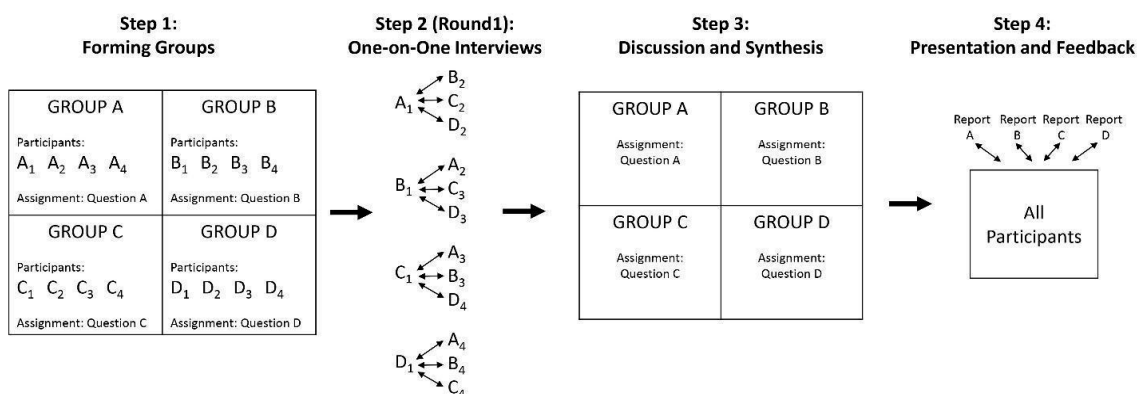 Step 1:
Forming Groups
GROUP A
Participants:
A1 A2 A3 A4
Assignment: Question A
GROUP B
Participants:
B1 B2 B3 B4
Assignment: Question B
GROUP C
Participants:
C1 C2 C3 C4
Assignment: Question C
GROUP D
Participants:
D1 D2 D3 D4
Assignment: Question D
Step 2 (Round1):
One-on-One Interviews
A1
B2
C2
D2
B1
A2
C3
D3
C1
A3
B3
D4
D1
A4
B4
C4
Step 3:
Discussion and Synthesis
GROUP A
Assignment:
Question A
GROUP B
Assignment:
Question B
GROUP C
Assignment:
Question C
GROUP D
Assignment:
Question D
Step 4:
Presentation and Feedback
Report
A
Report
B
Report
C
Report
D
All
Participants